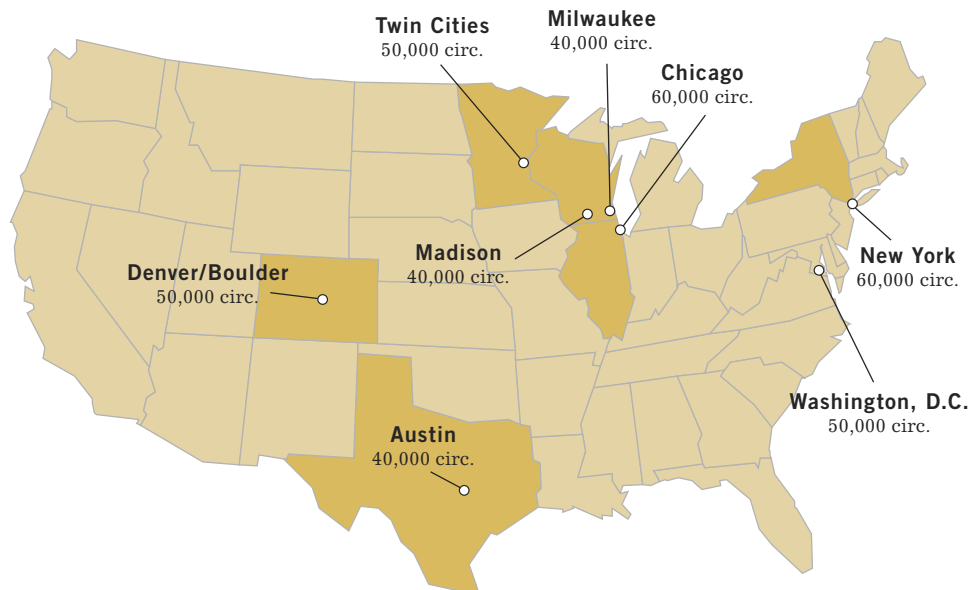 Twin Cities
50,000 circ.
Milwaukee
40,000 circ.
Chicago
60,000 circ.
Madison
40,000 circ.
Denver/Boulder
50,000 circ.
New York
60,000 circ.
Washington, D.C.
50,000 circ.
Austin
40,000 circ.